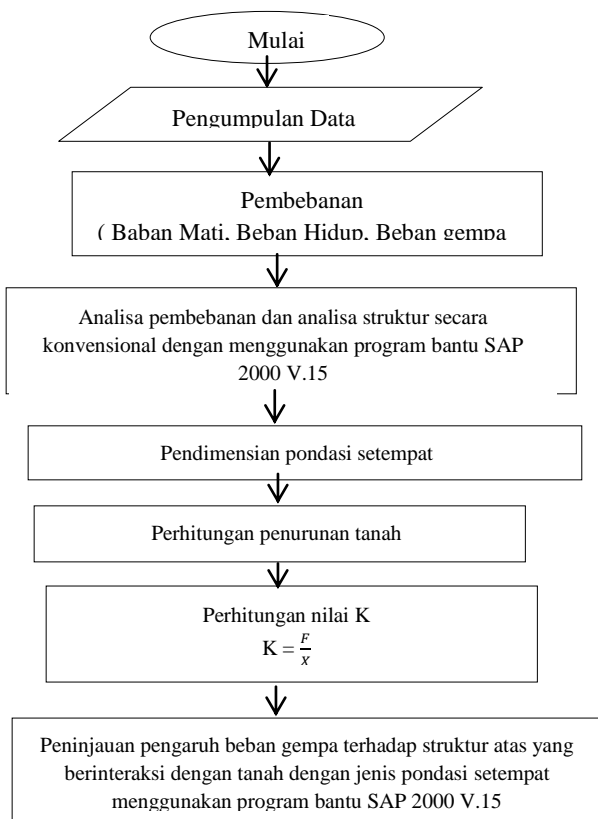 Mulai
Pengumpulan Data
Pembebanan
( Baban Mati, Beban Hidup, Beban gempa
Analisa pembebanan dan analisa struktur secara
konvensional dengan menggunakan program bantu SAP
2000 V.15
Pendimensian pondasi setempat
Perhitungan penurunan tanah
Perhitungan nilai K
K = F/X
Peninjauan pengaruh beban gempa terhadap struktur atas yang
berinteraksi dengan tanah dengan jenis pondasi setempat
menggunakan program bantu SAP 2000 V.15